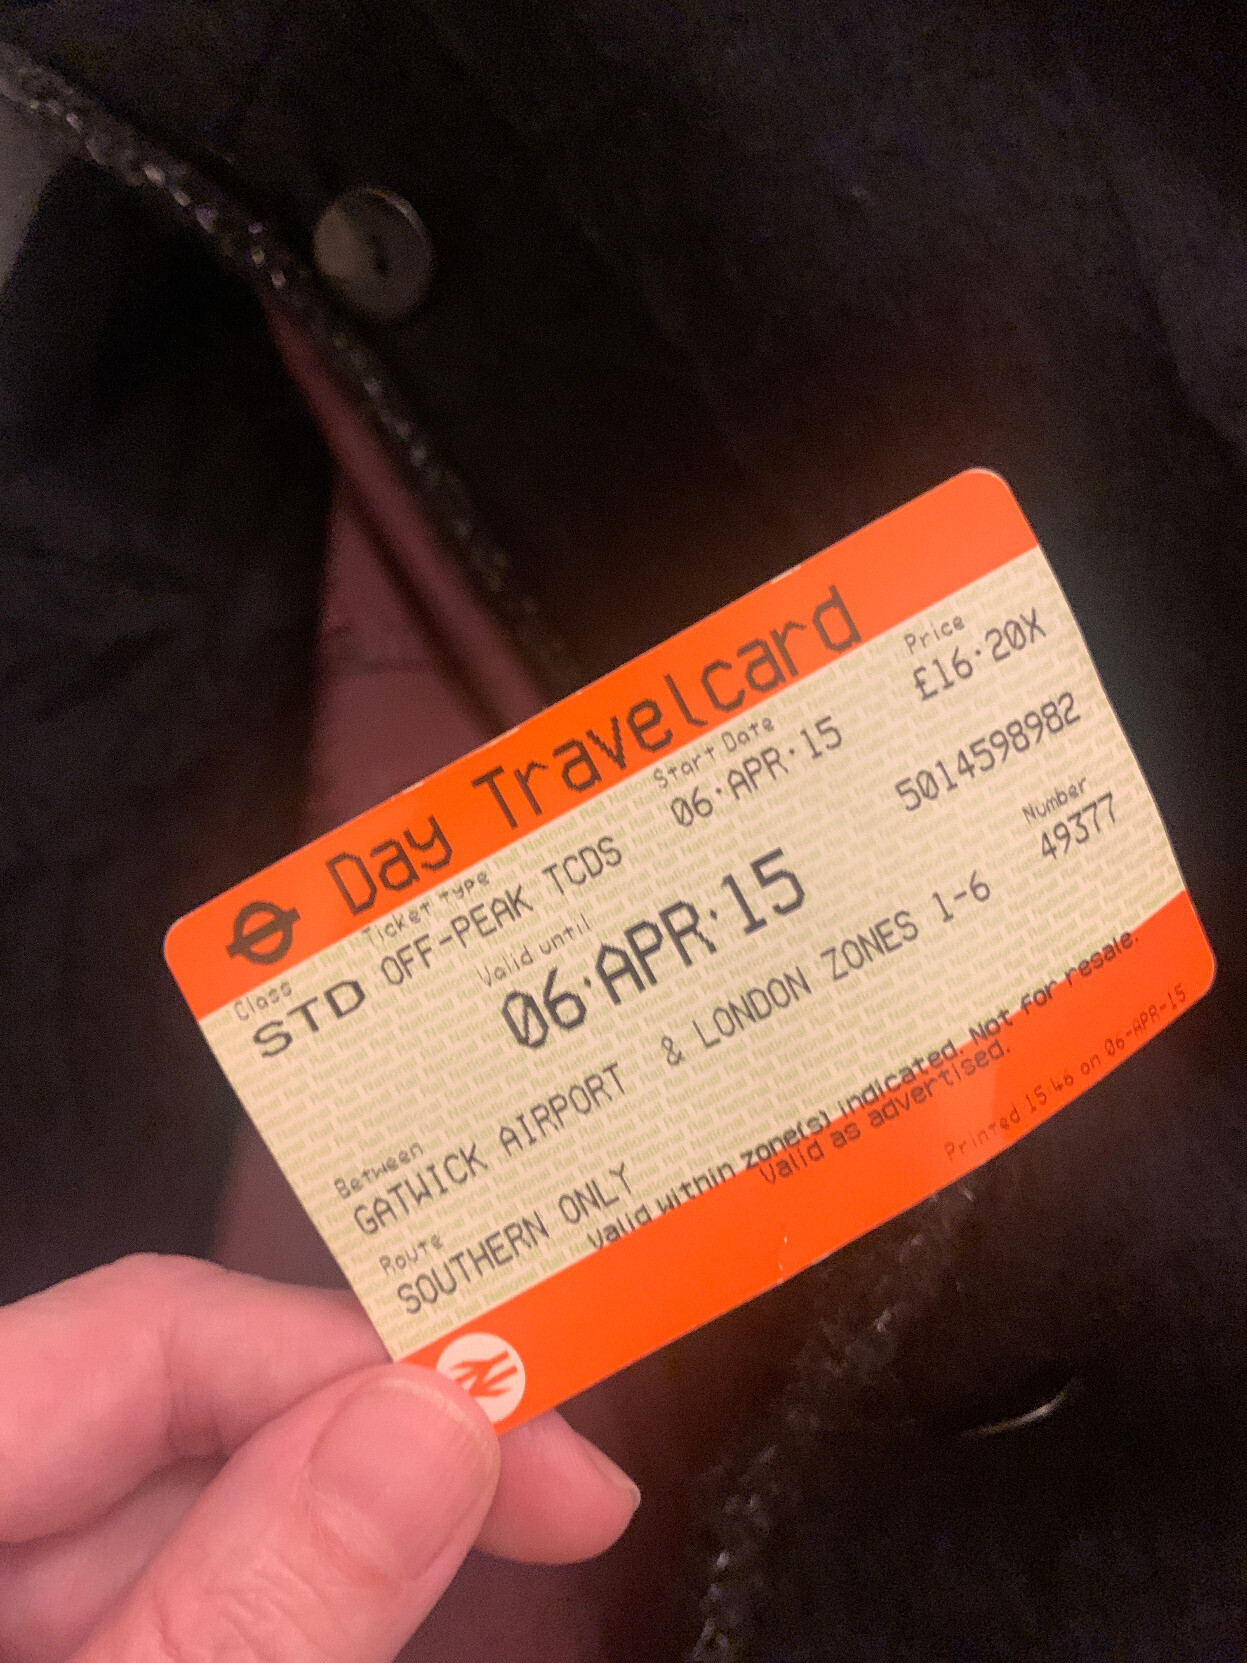 Day Travelcard
Class Ticket type Start Date Price
STD OFF-PEAK TCDS 06·APR·15 £16·20X
Valid until
06·APR·15 5014598982
Number
49377
Between
GATWICK AIRPORT & LONDON ZONES 1-6
Route
SOUTHERN ONLY
Valid within zone(s) indicated. Not for resale.
Valid as advertised.
Printed 15 46 on 06-APR-15